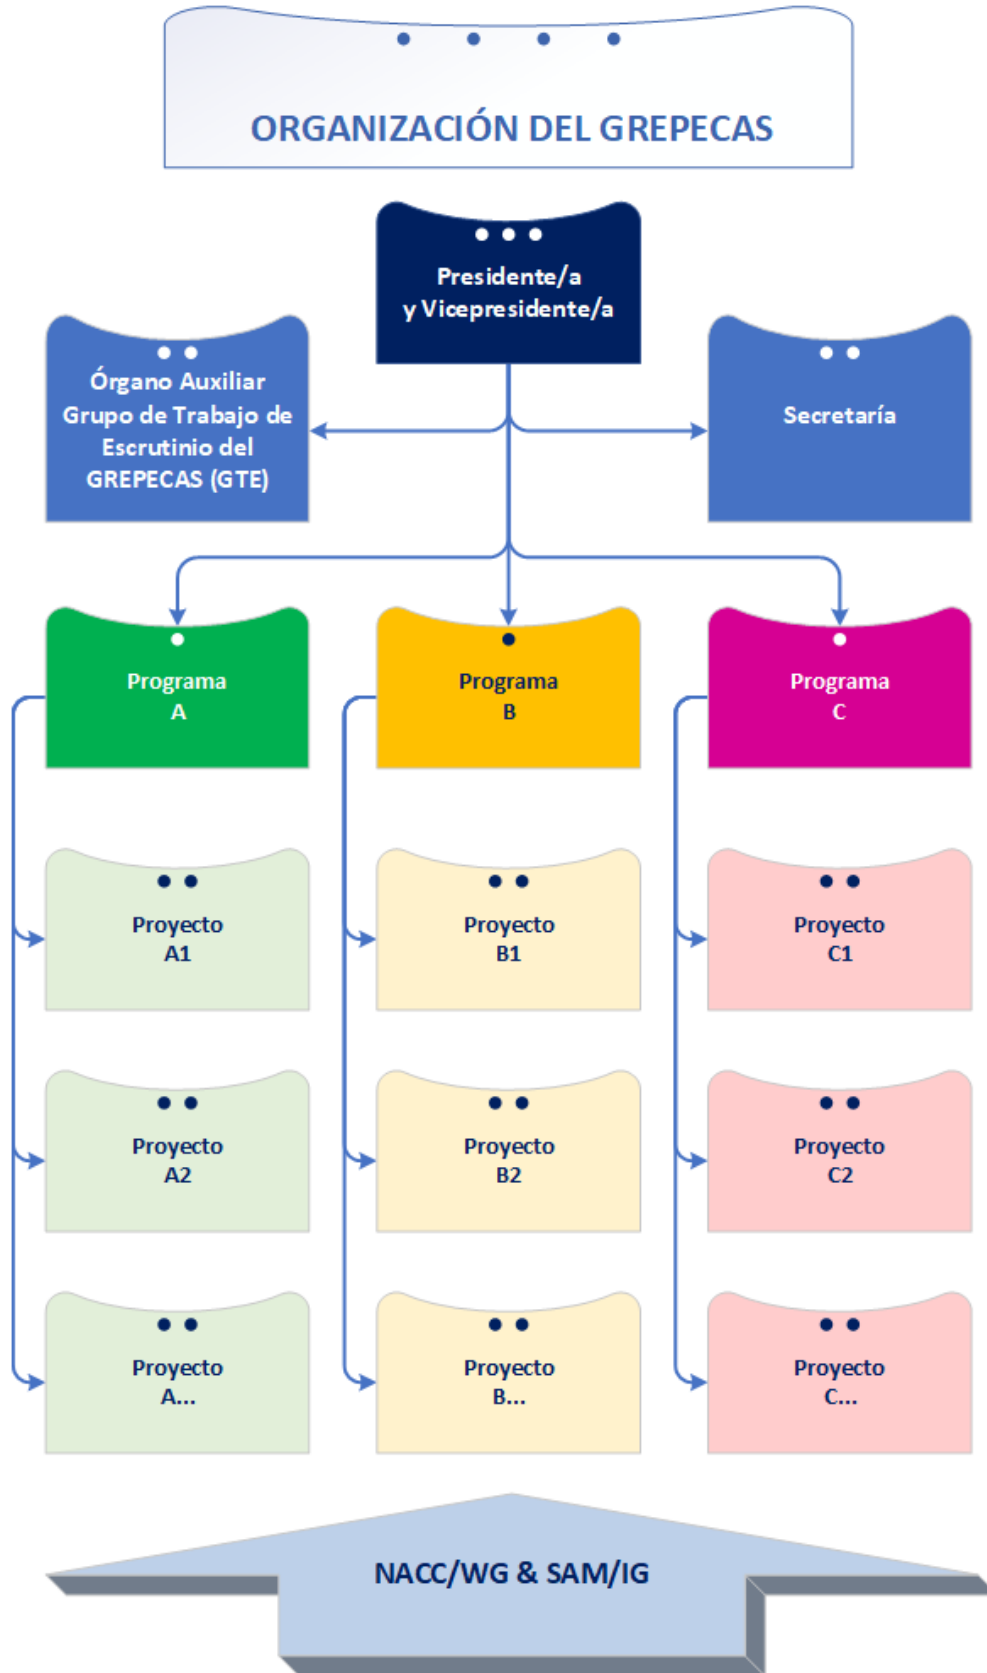 ORGANIZACIÓN DEL GREPECAS
Presidente/a
y Vicepresidente/a
Órgano Auxiliar
Grupo de Trabajo de
Escrutinio del
GREPECAS (GTE)
Secretaría
Programa
A
Programa
B
Programa
C
Proyecto
A1
Proyecto
B1
Proyecto
C1
Proyecto
A2
Proyecto
B2
Proyecto
C2
Proyecto
A...
Proyecto
B...
Proyecto
C...
NACC/WG & SAM/IG